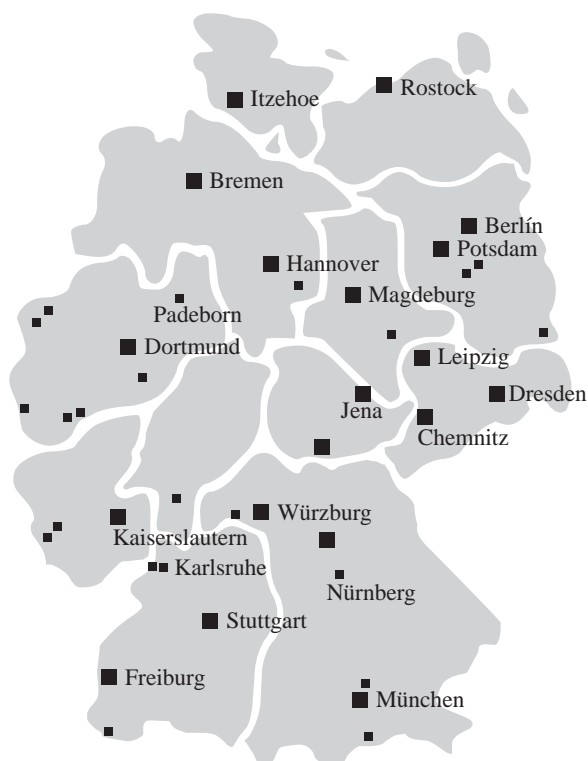 Itzehoe
Rostock
Bremen
Berlín
Potsdam
Hannover
Magdeburg
Padeborn
Dortmund
Leipzig
Dresden
Jena
Chemnitz
Würzburg
Kaiserslautern
Karlsruhe
Nürnberg
Stuttgart
Freiburg
München